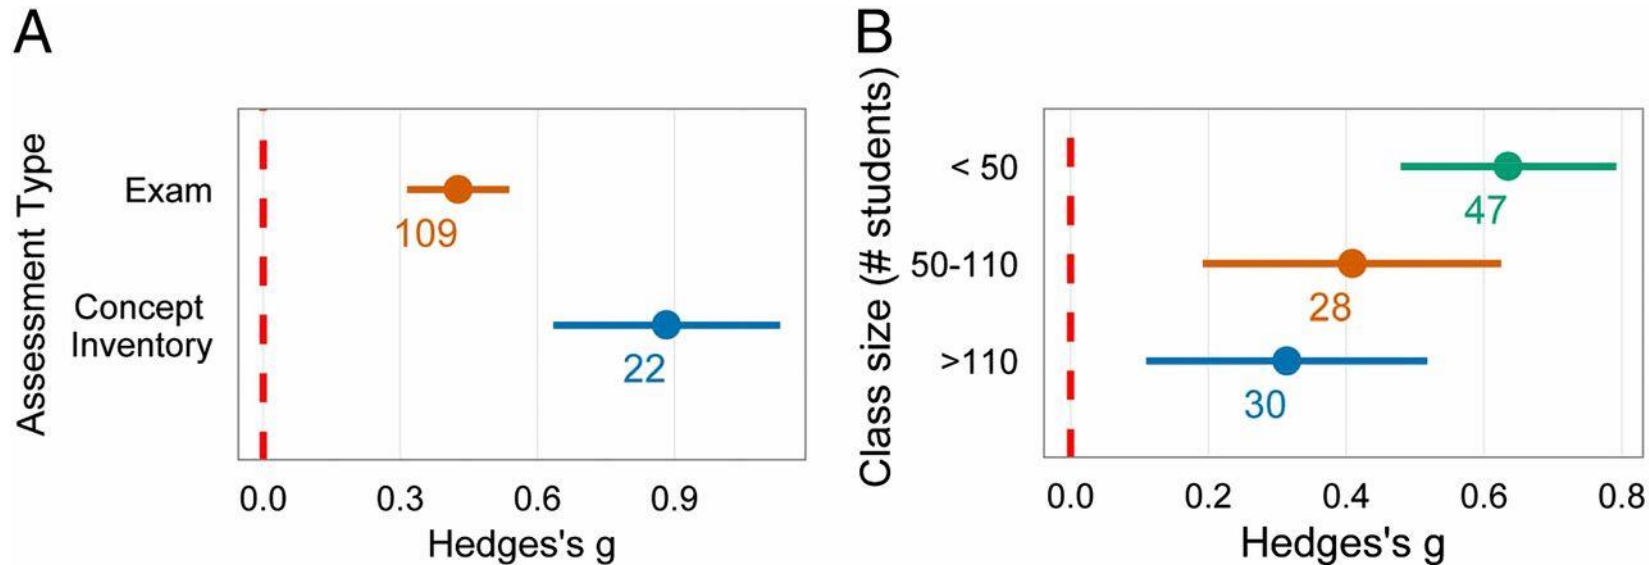 A
Assessment Type
Exam
109
Concept
Inventory
22
0.0 0.3 0.6 0.9
Hedges's g
B
Class size (# students)
< 50
47
50-110
28
>110
30
0.0 0.2 0.4 0.6 0.8
Hedges's g